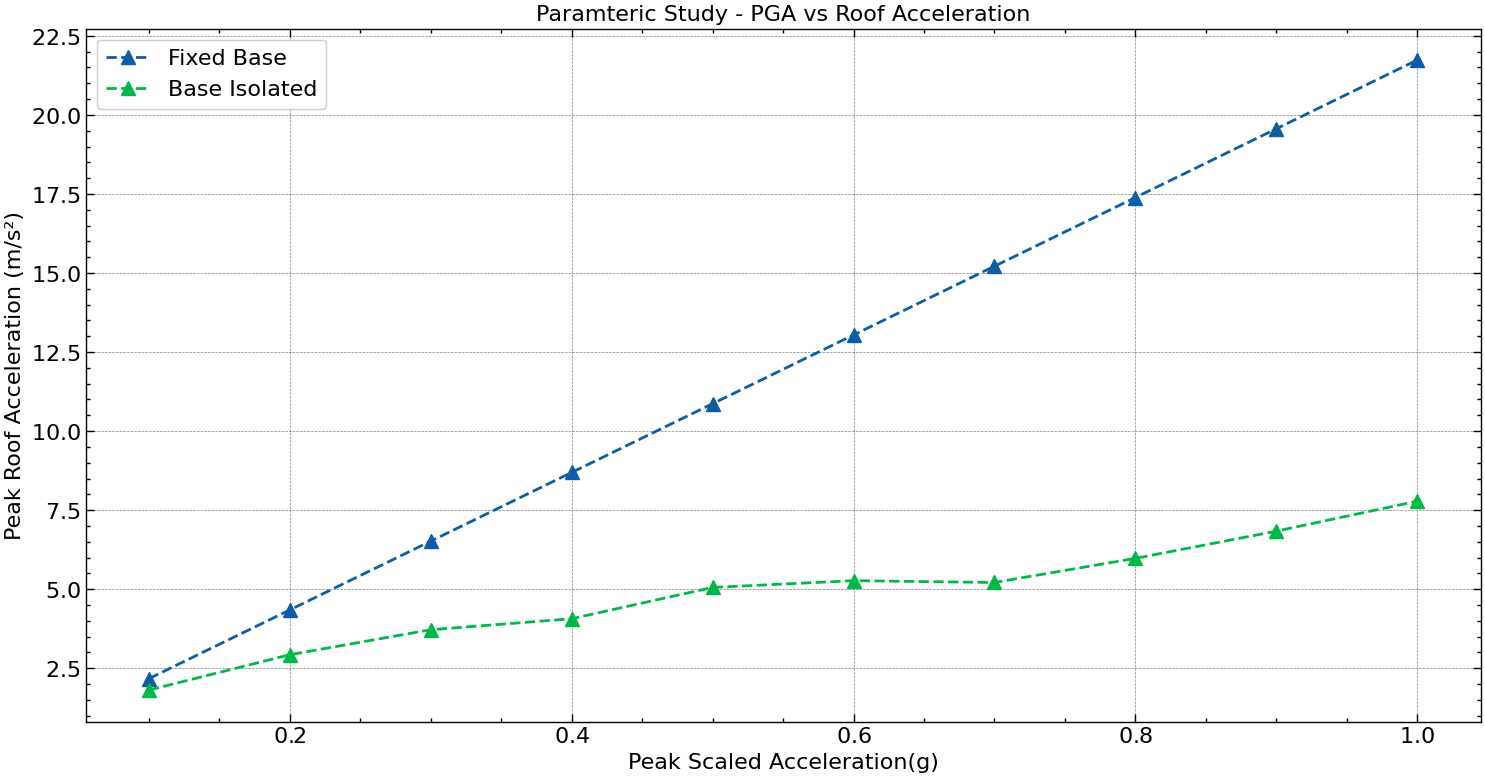 Paramteric Study - PGA vs Roof Acceleration
Fixed Base
Base Isolated
Peak Roof Acceleration (m/s²)
22.5
20.0
17.5
15.0
12.5
10.0
7.5
5.0
2.5
0.2
0.4
0.6
0.8
1.0
Peak Scaled Acceleration(g)